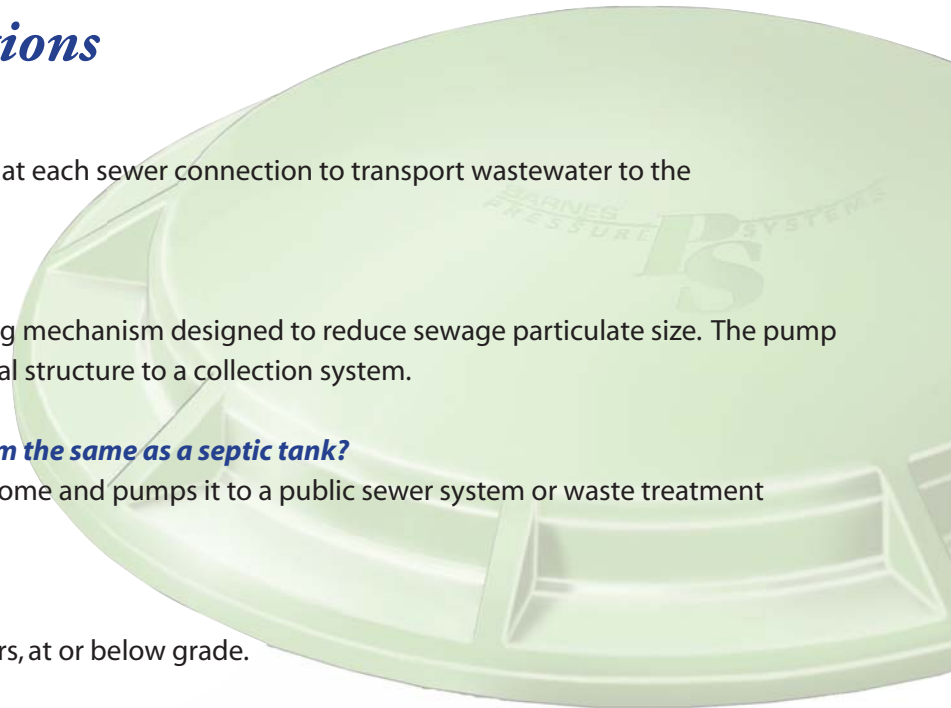 tions
at each sewer connection to transport wastewater to the
BARNES
PRESSURE PS SYSTEMS
g mechanism designed to reduce sewage particulate size. The pump
al structure to a collection system.
m the same as a septic tank?
ome and pumps it to a public sewer system or waste treatment
rs, at or below grade.